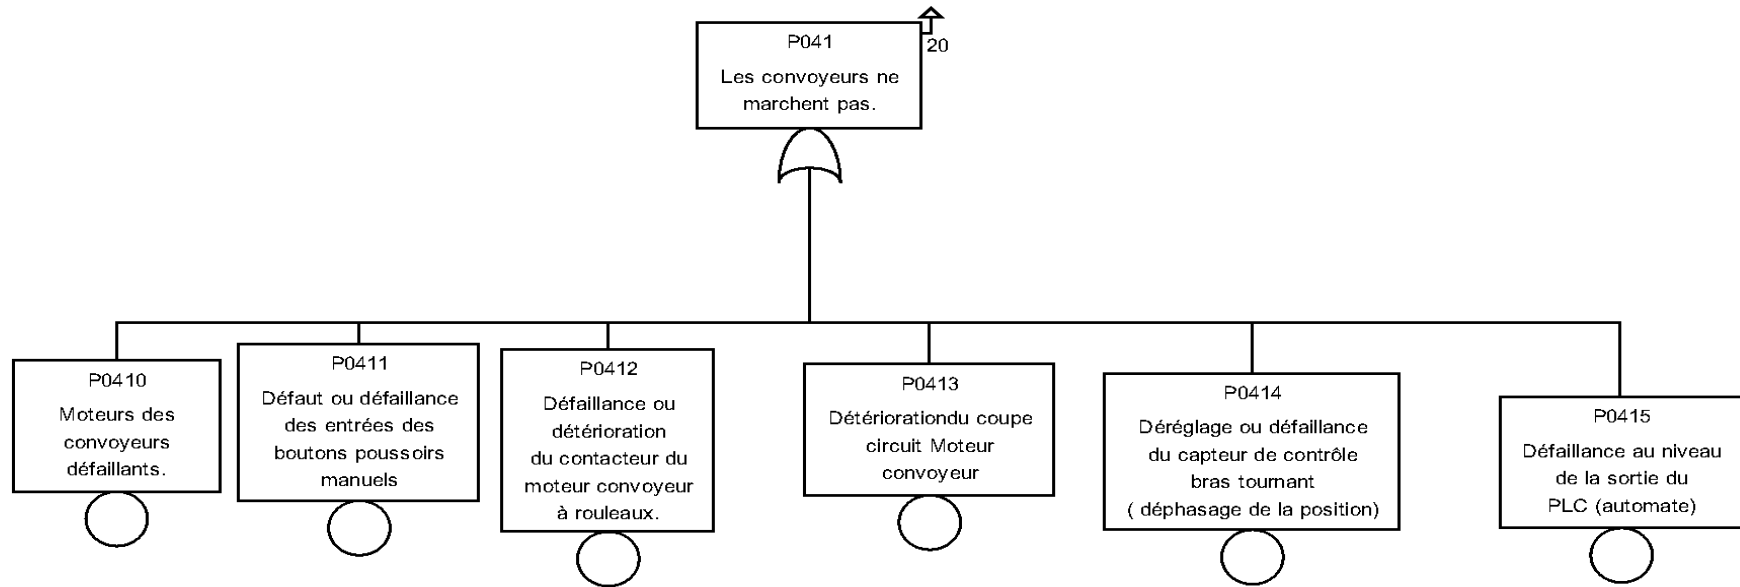 P041
Les convoyeurs ne
marchent pas.
20
P0410
Moteurs des
convoyeurs
défaillants.
P0411
Défaut ou défaillance
des entrées des
boutons poussoirs
manuels
P0412
Défaillance ou
détérioration
du contacteur du
moteur convoyeur
à rouleaux.
P0413
Détériorationdu coupe
circuit Moteur
convoyeur
P0414
Déréglage ou défaillance
du capteur de contrôle
bras tournant
( déphasage de la position)
P0415
Défaillance au niveau
de la sortie du
PLC (automate)